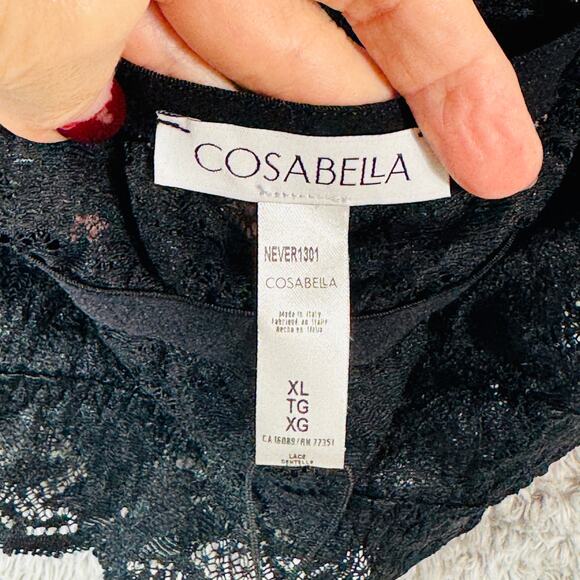 COSABELLA
NEVER1301
COSABELLA
Made in Italy
Fabriqué en Italie
Hecho en Italia
XL
TG
XG
CA 16089/RN 77351
LACE
DENTELLE